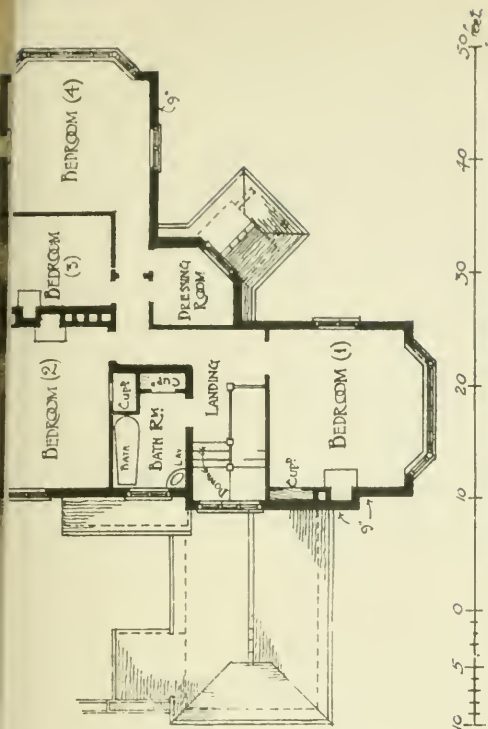 BEDROOM (4)
9"
BEDROOM
(3)
DRESSING
ROOM
BEDROOM (2)
CUPD.
BATH
BATH RM
LAV
LANDING
DOWN
CUPD.
BEDROOM (1)
9"
10 5 0 10 20 30 40 50 feet.